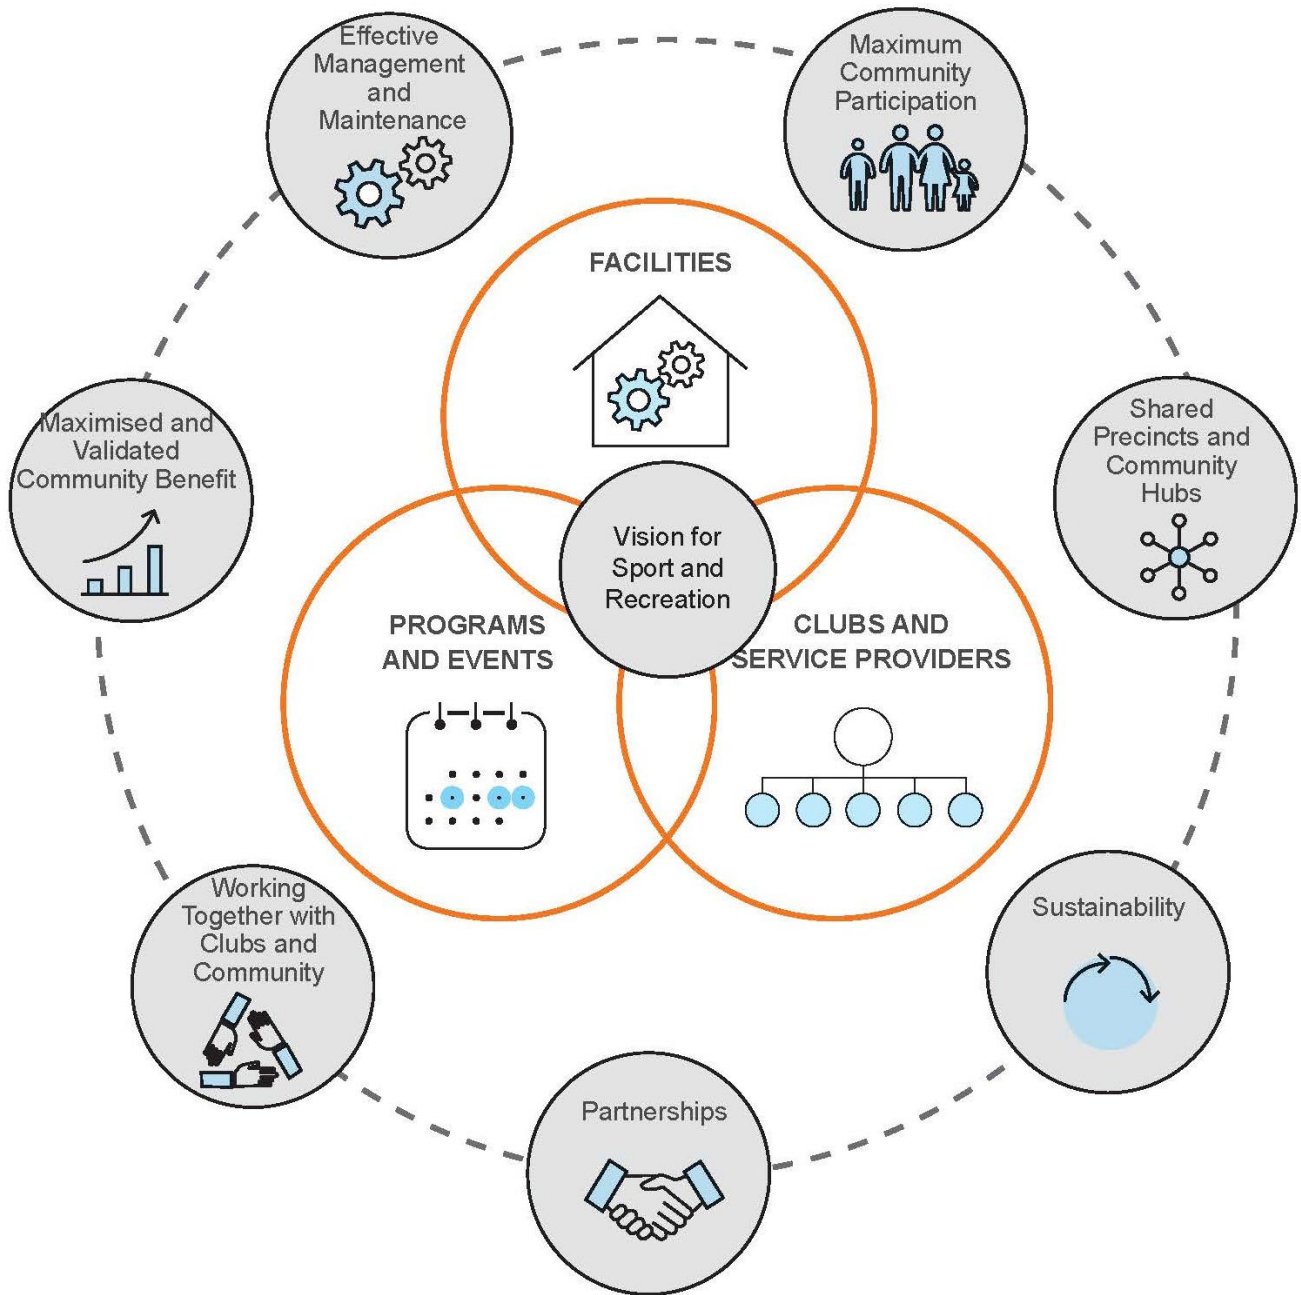 Effective
Management
and
Maintenance
Maximum
Community
Participation
FACILITIES
Maximised and
Validated
Community Benefit
Shared
Precincts and
Community
Hubs
Vision for
Sport and
Recreation
PROGRAMS
AND EVENTS
CLUBS AND
SERVICE PROVIDERS
Working
Together with
Clubs and
Community
Sustainability
Partnerships